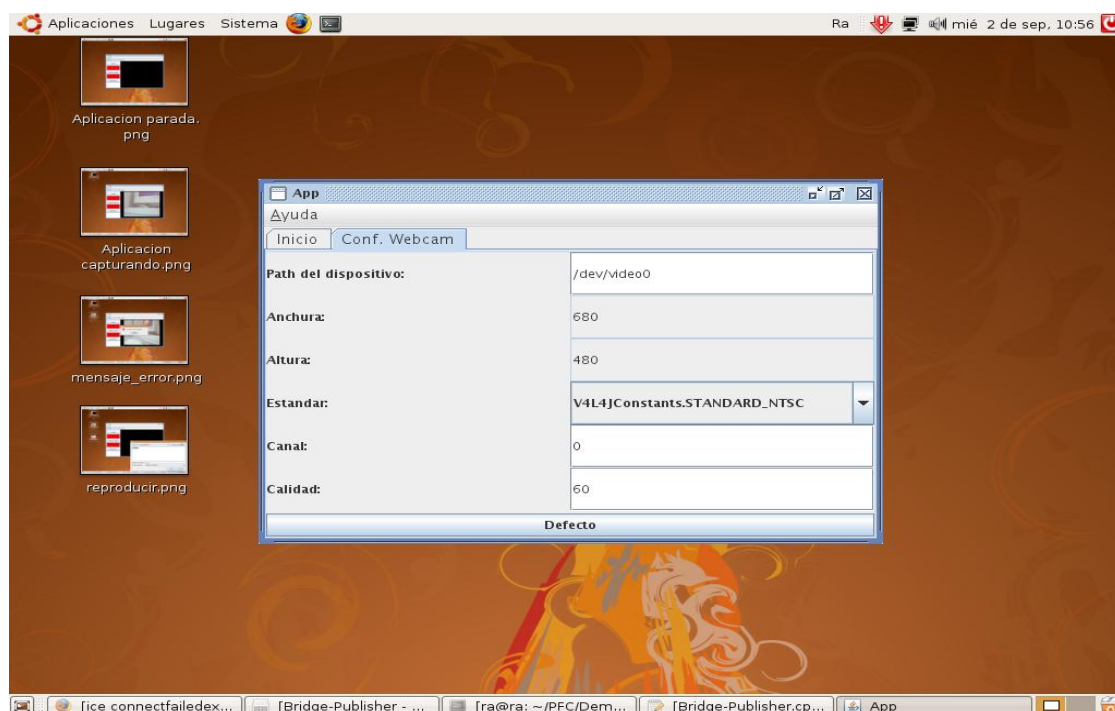 Aplicaciones Lugares Sistema Ra mié 2 de sep, 10:56
Aplicacion parada.
png
Aplicacion
capturando.png
mensaje_error.png
reproducir.png
App
Ayuda
Inicio Conf. Webcam
Path del dispositivo: /dev/video0
Anchura: 680
Altura: 480
Estandar: V4L4JConstants.STANDARD_NTSC
Canal: 0
Calidad: 60
Defecto
[ice connectfailedex... [Bridge-Publisher - ... [ra@ra: ~/PFC/Dem... [Bridge-Publisher.cp... App